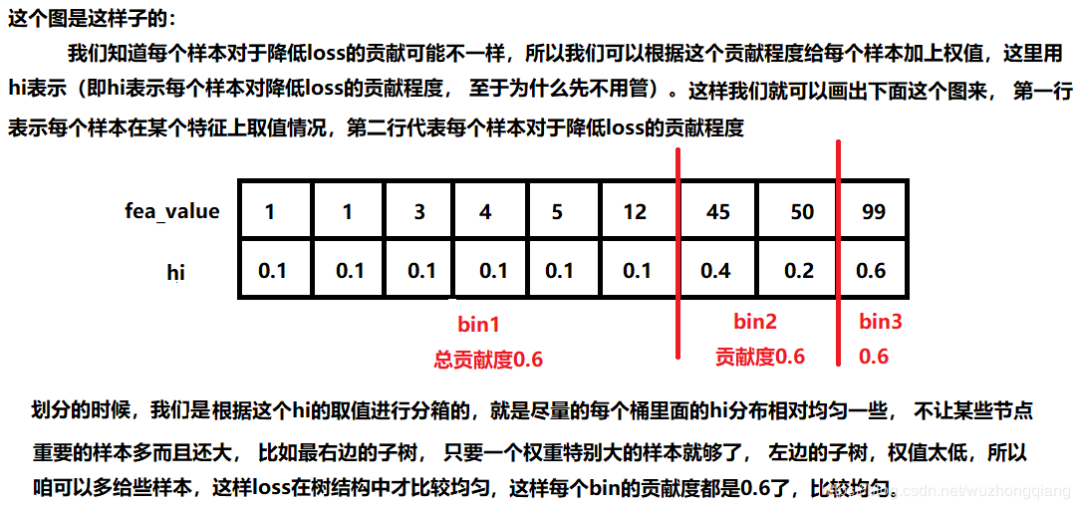 这个图是这样子的：
我们知道每个样本对于降低loss的贡献可能不一样，所以我们可以根据这个贡献程度给每个样本加上权值，这里用
hi表示（即hi表示每个样本对降低loss的贡献程度， 至于为什么先不用管）。这样我们就可以画出下面这个图来， 第一行
表示每个样本在某个特征上取值情况，第二行代表每个样本对于降低loss的贡献程度
fea_value 1 1 3 4 5 12 45 50 99
hi 0.1 0.1 0.1 0.1 0.1 0.1 0.4 0.2 0.6
bin1 bin2 bin3
总贡献度0.6 贡献度0.6 0.6
划分的时候，我们是根据这个hi的取值进行分箱的，就是尽量的每个桶里面的hi分布相对均匀一些， 不让某些节点
重要的样本多而且还大， 比如最右边的子树， 只要一个权重特别大的样本就够了， 左边的子树，权值太低，所以
咱可以多给些样本，这样loss在树结构中才比较均匀，这样每个bin的贡献度都是0.6了，比较均匀。
csdn.net/wuzhongqiang